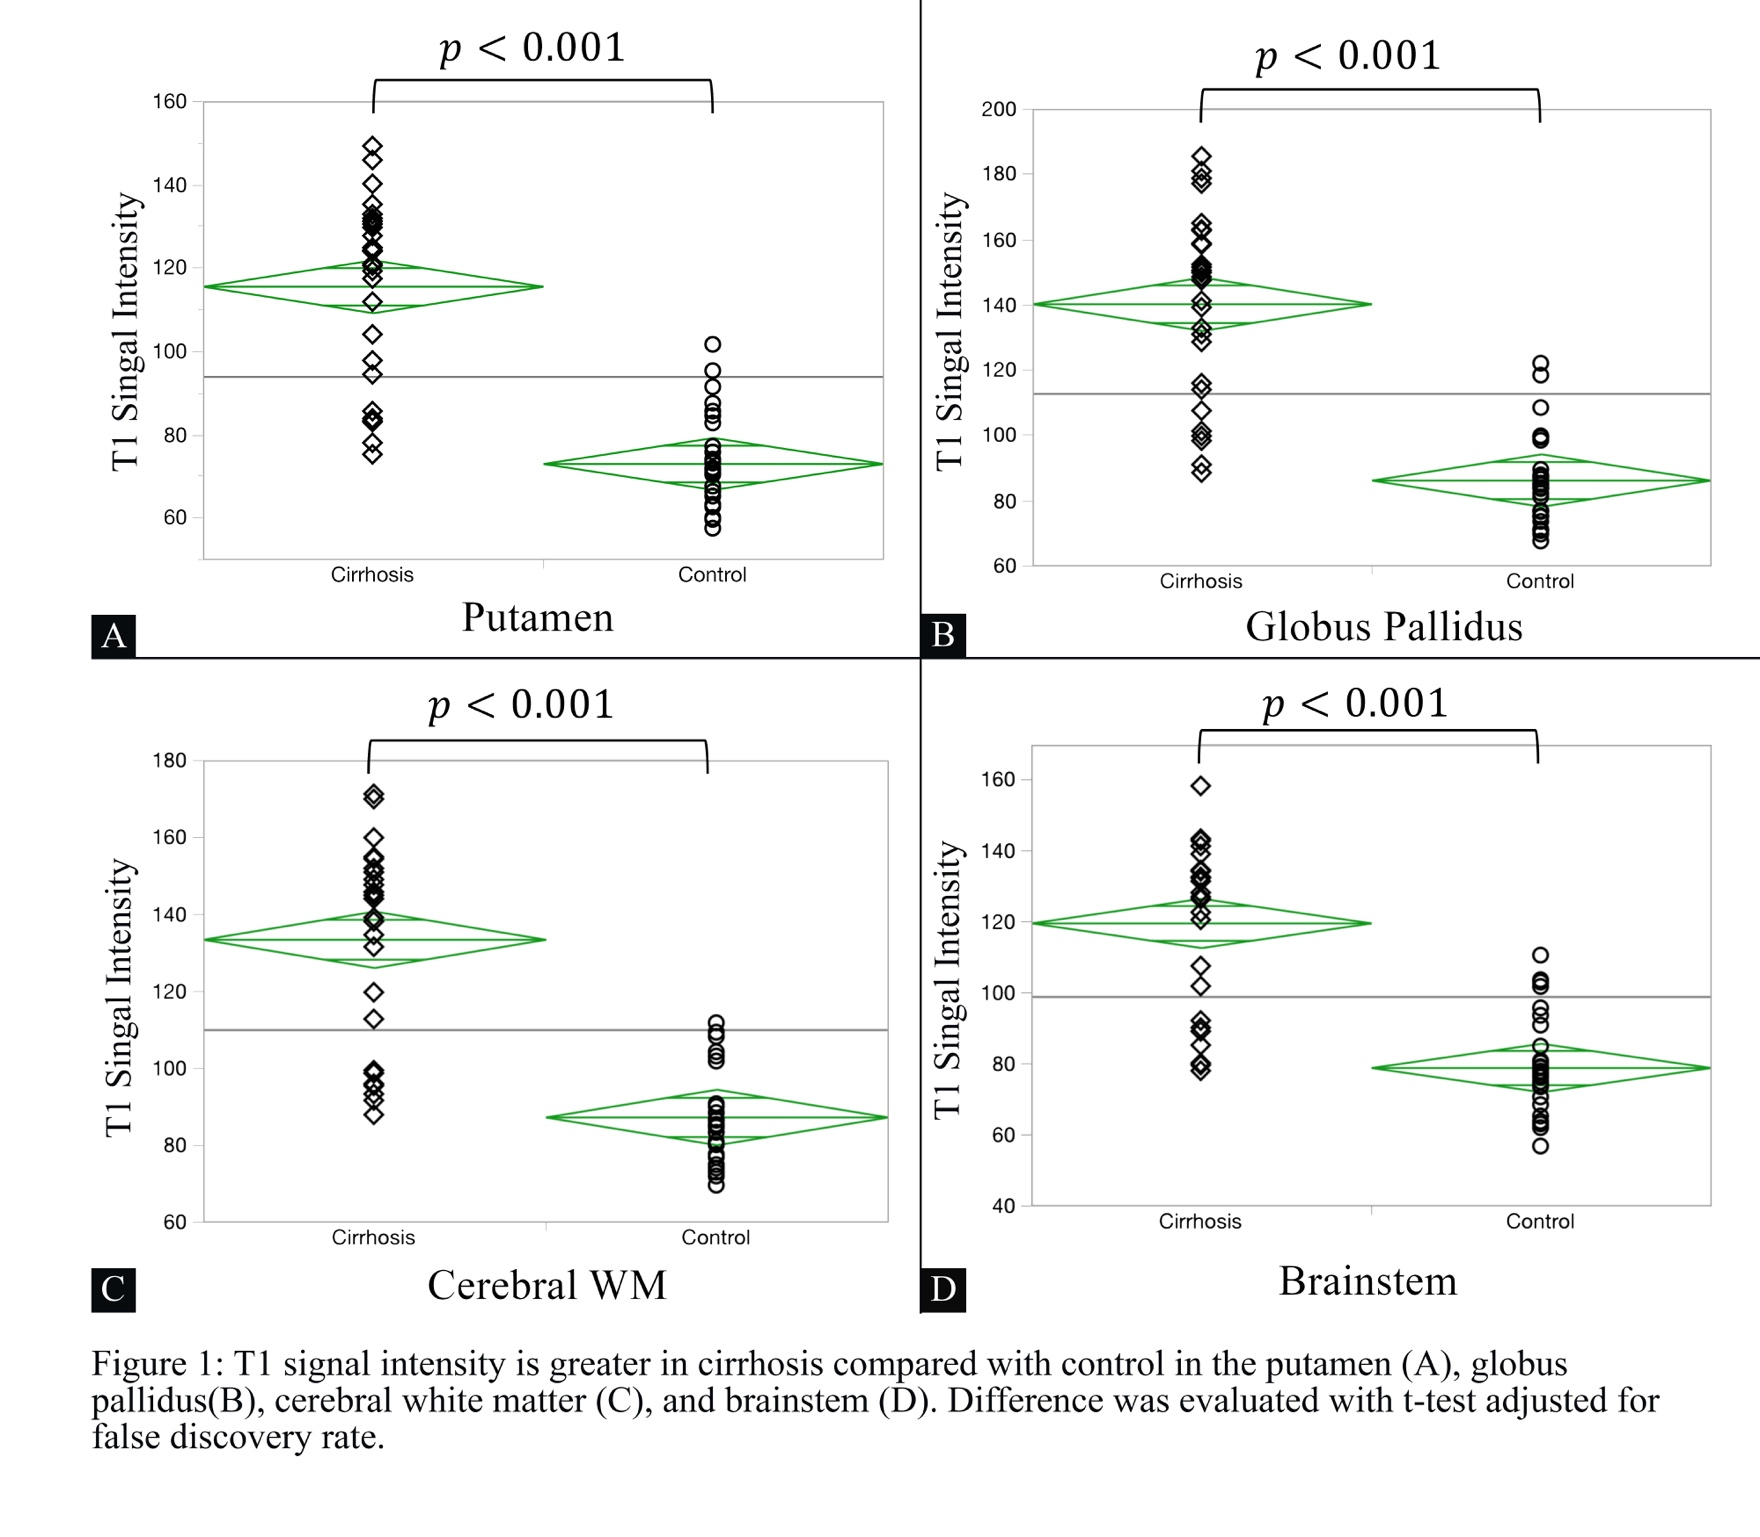 p < 0.001
T1 Singal Intensity
160
140
120
100
80
60
Cirrhosis Control
Putamen
A
p < 0.001
T1 Singal Intensity
200
180
160
140
120
100
80
60
Cirrhosis Control
Globus Pallidus
B
p < 0.001
T1 Singal Intensity
180
160
140
120
100
80
60
Cirrhosis Control
Cerebral WM
C
p < 0.001
T1 Singal Intensity
160
140
120
100
80
60
40
Cirrhosis Control
Brainstem
D
Figure 1: T1 signal intensity is greater in cirrhosis compared with control in the putamen (A), globus
pallidus(B), cerebral white matter (C), and brainstem (D). Difference was evaluated with t-test adjusted for
false discovery rate.